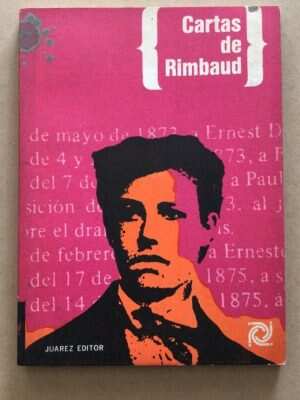 Cartas
de
Rimbaud
de mayo de 1873, a Ernest D
de 4 y 73, a
del 7 de a Paul
sición de 3. al j
re el dra s.
de febrero a Ernest
del 17 de 1875, a s
del 14 1875, á
JUAREZ EDITOR